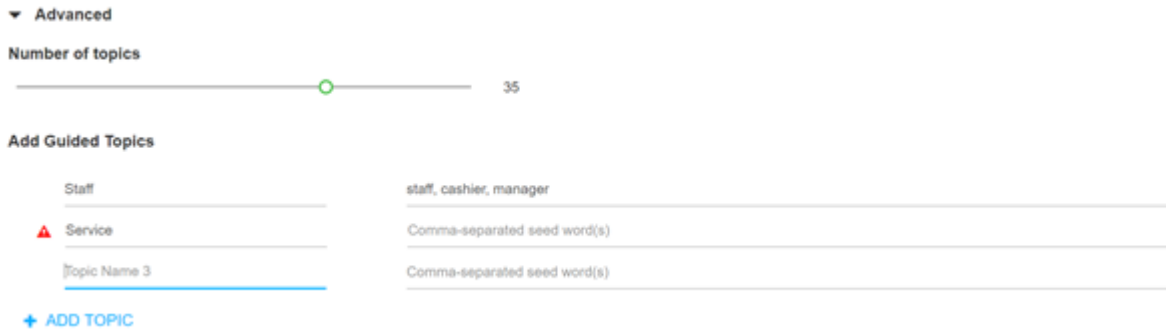 Advanced
Number of topics
35
Add Guided Topics
Staff staff, cashier, manager
Service Comma-separated seed word(s)
Topic Name 3 Comma-separated seed word(s)
+ ADD TOPIC